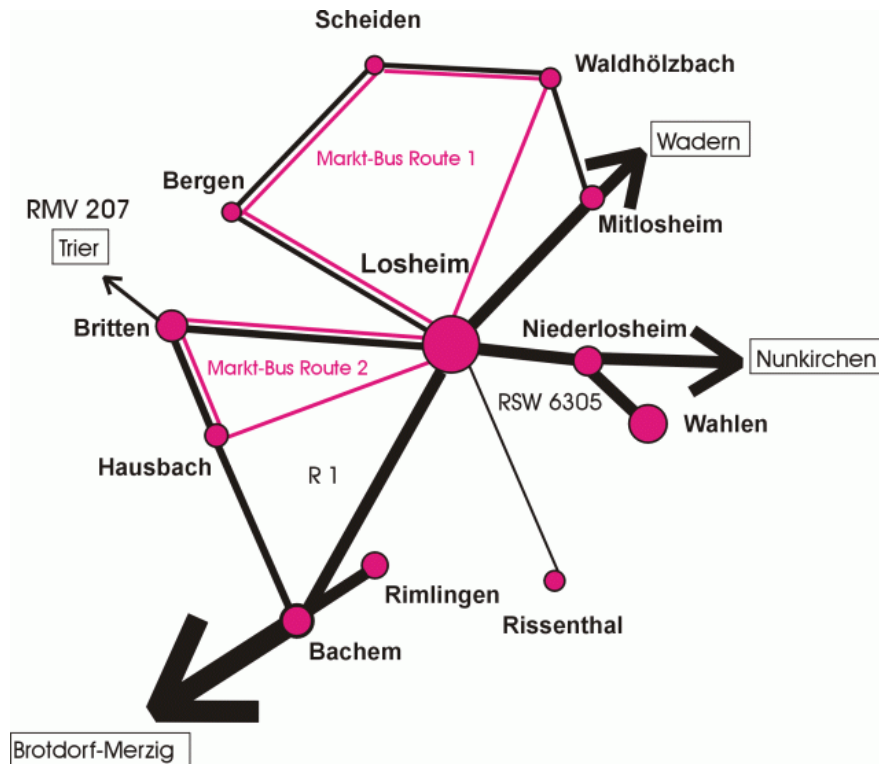 Scheiden
Waldhölzbach
Markt-Bus Route 1
Wadern
Bergen
RMV 207
Mitlosheim
Trier
Losheim
Britten
Niederlosheim
Markt-Bus Route 2
Nunkirchen
RSW 6305
Wahlen
Hausbach
R 1
Rimlingen
Rissenthal
Bachem
Brotdorf-Merzig